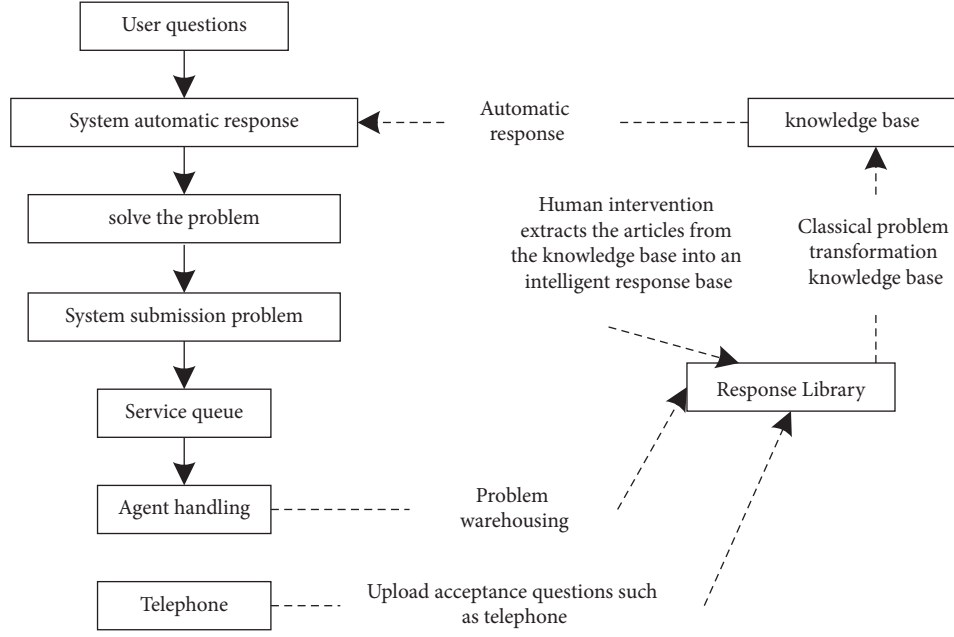 User questions
System automatic response
Automatic
response
knowledge base
solve the problem
Human intervention
extracts the articles from
the knowledge base into an
intelligent response base
Classical problem
transformation
knowledge base
System submission problem
Response Library
Service queue
Agent handling
Problem
warehousing
Telephone
Upload acceptance questions such
as telephone